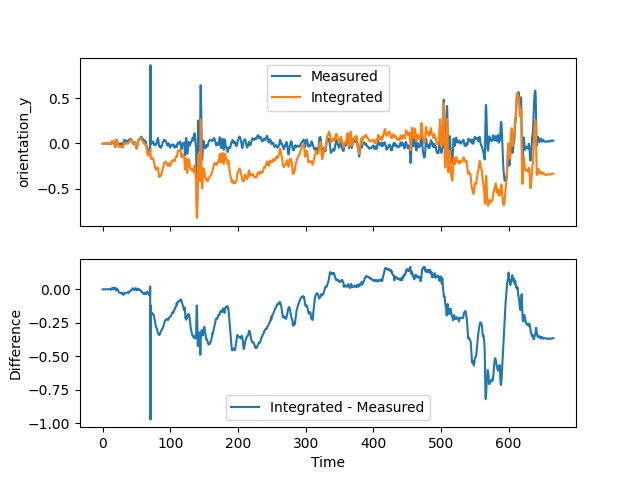 orientation_y
0.5
0.0
−0.5
Measured
Integrated
Difference
0.00
−0.25
−0.50
−0.75
−1.00
Integrated - Measured
0 100 200 300 400 500 600
Time